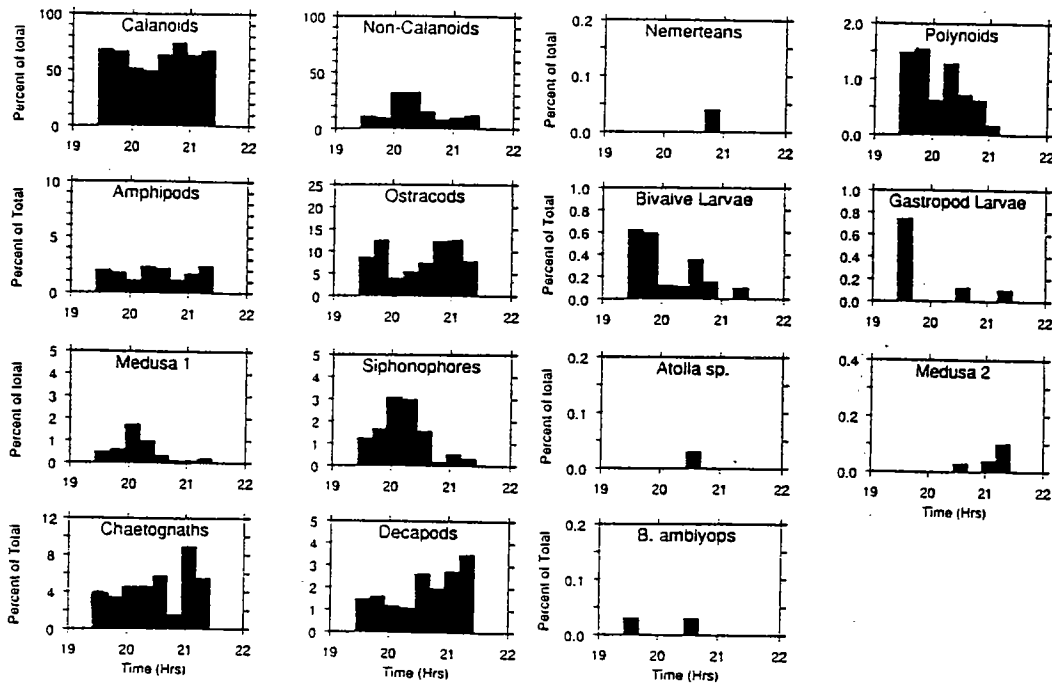 Calanoids
Percent of total
100
50
0
19 20 21 22
Non-Calanoids
100
50
0
19 20 21 22
Nemerteans
0.2
0.1
0.0
19 20 21 22
Polynoids
2.0
1.5
1.0
0.5
0.0
19 20 21 22
Amphipods
Percent of Total
10
5
0
19 20 21 22
Ostracods
25
20
15
10
5
0
19 20 21 22
Bivalve Larvae
Percent of Total
1.0
0.8
0.6
0.4
0.2
0.0
19 20 21 22
Gastropod Larvae
1.0
0.8
0.6
0.4
0.2
0.0
19 20 21 22
Medusa 1
Percent of total
5
4
3
2
1
0
19 20 21 22
Siphonophores
5
4
3
2
1
0
19 20 21 22
Atolla sp.
Percent of total
0.2
0.1
0.0
19 20 21 22
Medusa 2
0.4
0.2
0.0
19 20 21 22
Time (Hrs)
Chaetognaths
Percent of Total
12
8
4
0
19 20 21 22
Time (Hrs)
Decapods
5
4
3
2
1
0
19 20 21 22
Time (Hrs)
B. amblyops
Percent of Total
0.2
0.1
0.0
19 20 21 22
Time (Hrs)